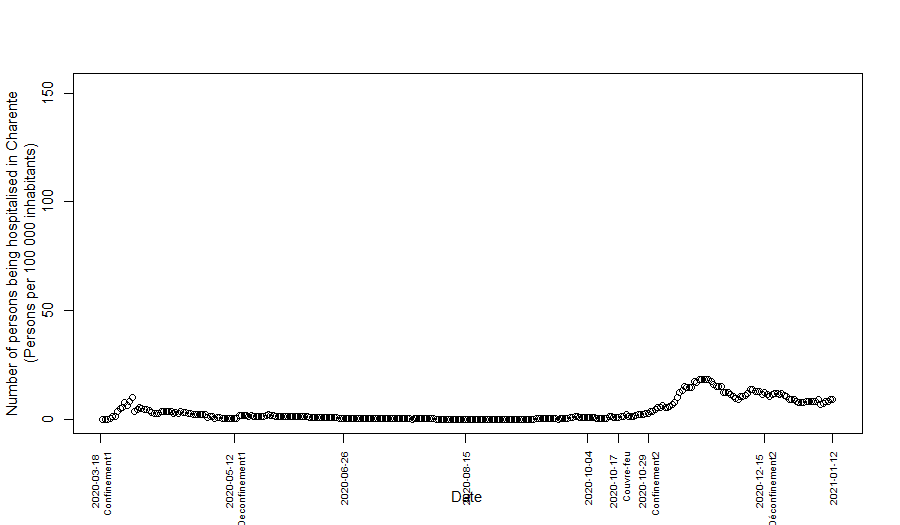 Number of persons being hospitalised in Charente
(Persons per 100 000 inhabitants)
150
100
50
0
2020-03-18
Confinement1
2020-05-12
Déconfinement1
2020-06-26
2020-08-15
2020-10-04
2020-10-17
Couvre-feu
2020-10-29
Confinement2
2020-12-15
Déconfinement2
2021-01-12
Date